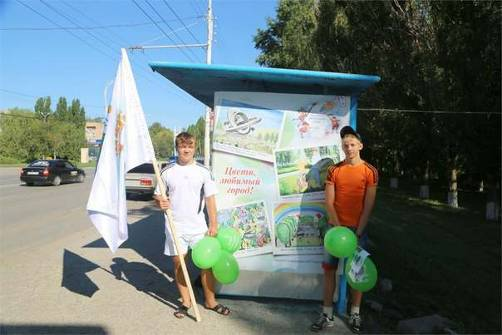 Цвети,
любимый
город!